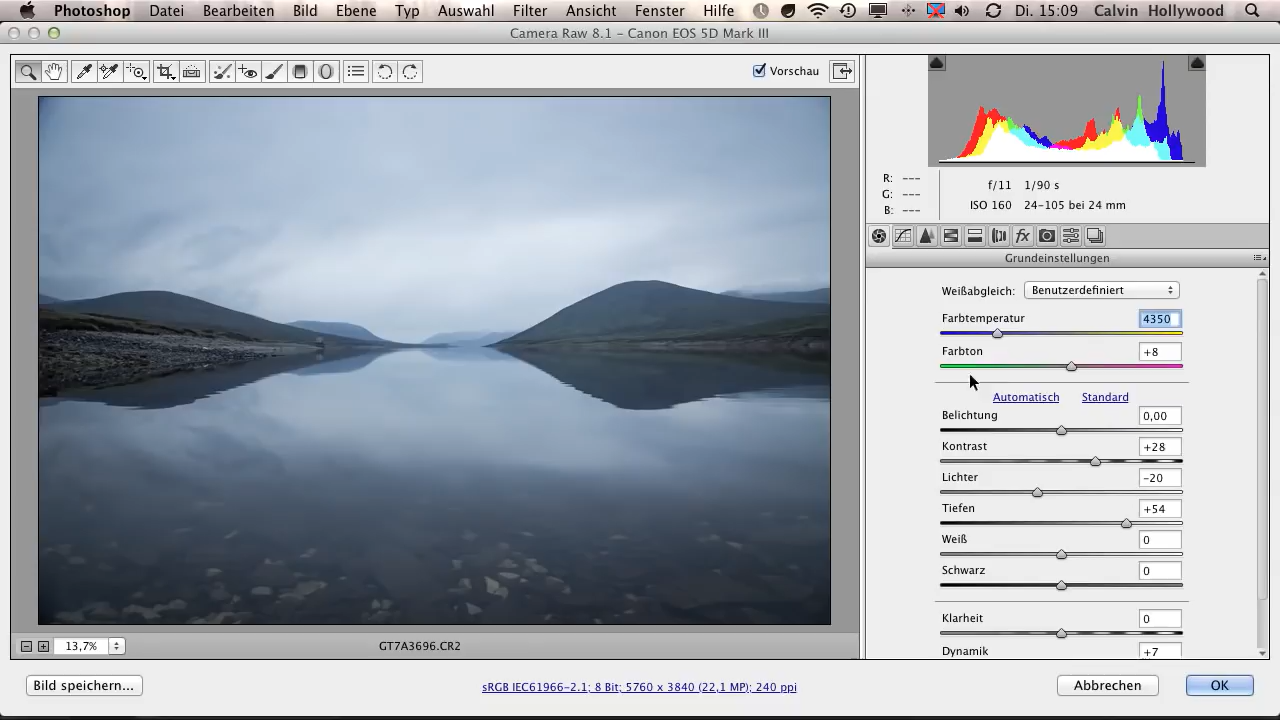 Photoshop Datei Bearbeiten Bild Ebene Typ Auswahl Filter Ansicht Fenster Hilfe Di. 15:09 Calvin Hollywood
Camera Raw 8.1 – Canon EOS 5D Mark III
Vorschau
R: ---
G: ---
B: ---
f/11 1/90 s
ISO 160 24-105 bei 24 mm
fx
Grundeinstellungen
Weißabgleich: Benutzerdefiniert
Farbtemperatur 4350
Farbton +8
Automatisch Standard
Belichtung 0,00
Kontrast +28
Lichter -20
Tiefen +54
Weiß 0
Schwarz 0
Klarheit 0
Dynamik +7
13,7% GT7A3696.CR2
Bild speichern... sRGB IEC61966-2.1; 8 Bit; 5760 x 3840 (22,1 MP); 240 ppi Abbrechen OK